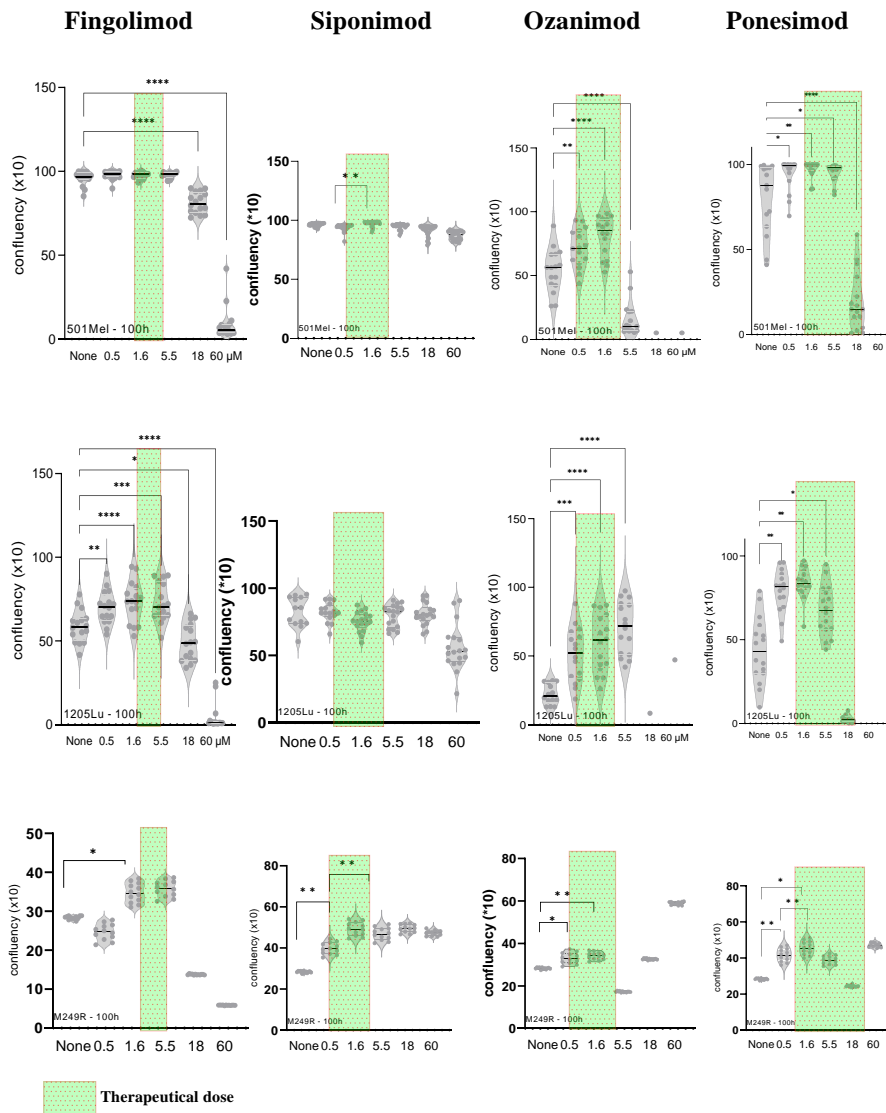 Fingolimod Siponimod Ozanimod Ponesimod
****
****
150
100
50
0
confluency (x10)
501Mel - 100h
None 0.5 1.6 5.5 18 60 µM
**
150
100
50
0
confluency (*10)
501Mel - 100h
None 0.5 1.6 5.5 18 60
****
****
**
150
100
50
0
confluency (x10)
501Mel - 100h
None 0.5 1.6 5.5 18 60 µM
****
*
**
*
100
50
0
confluency (x10)
501Mel - 100h
None 0.5 1.6 5.5 18 60
****
*
***
****
**
150
100
50
0
confluency (x10)
1205Lu - 100h
None 0.5 1.6 5.5 18 60 µM
150
100
50
0
confluency (*10)
1205Lu - 100h
None 0.5 1.6 5.5 18 60
****
****
***
150
100
50
0
confluency (x10)
1205Lu - 100h
None 0.5 1.6 5.5 18 60 µM
*
**
**
100
50
0
confluency (x10)
1205Lu - 100h
None 0.5 1.6 5.5 18 60
*
50
40
30
20
10
0
confluency (x10)
M249R - 100h
None 0.5 1.6 5.5 18 60
**
**
80
60
40
20
0
confluency (x10)
M249R - 100h
None 0.5 1.6 5.5 18 60
**
*
80
60
40
20
0
confluency (*10)
M249R - 100h
None 0.5 1.6 5.5 18 60
*
**
**
80
60
40
20
0
confluency (x10)
M249R - 100h
None 0.5 1.6 5.5 18 60
Therapeutical dose